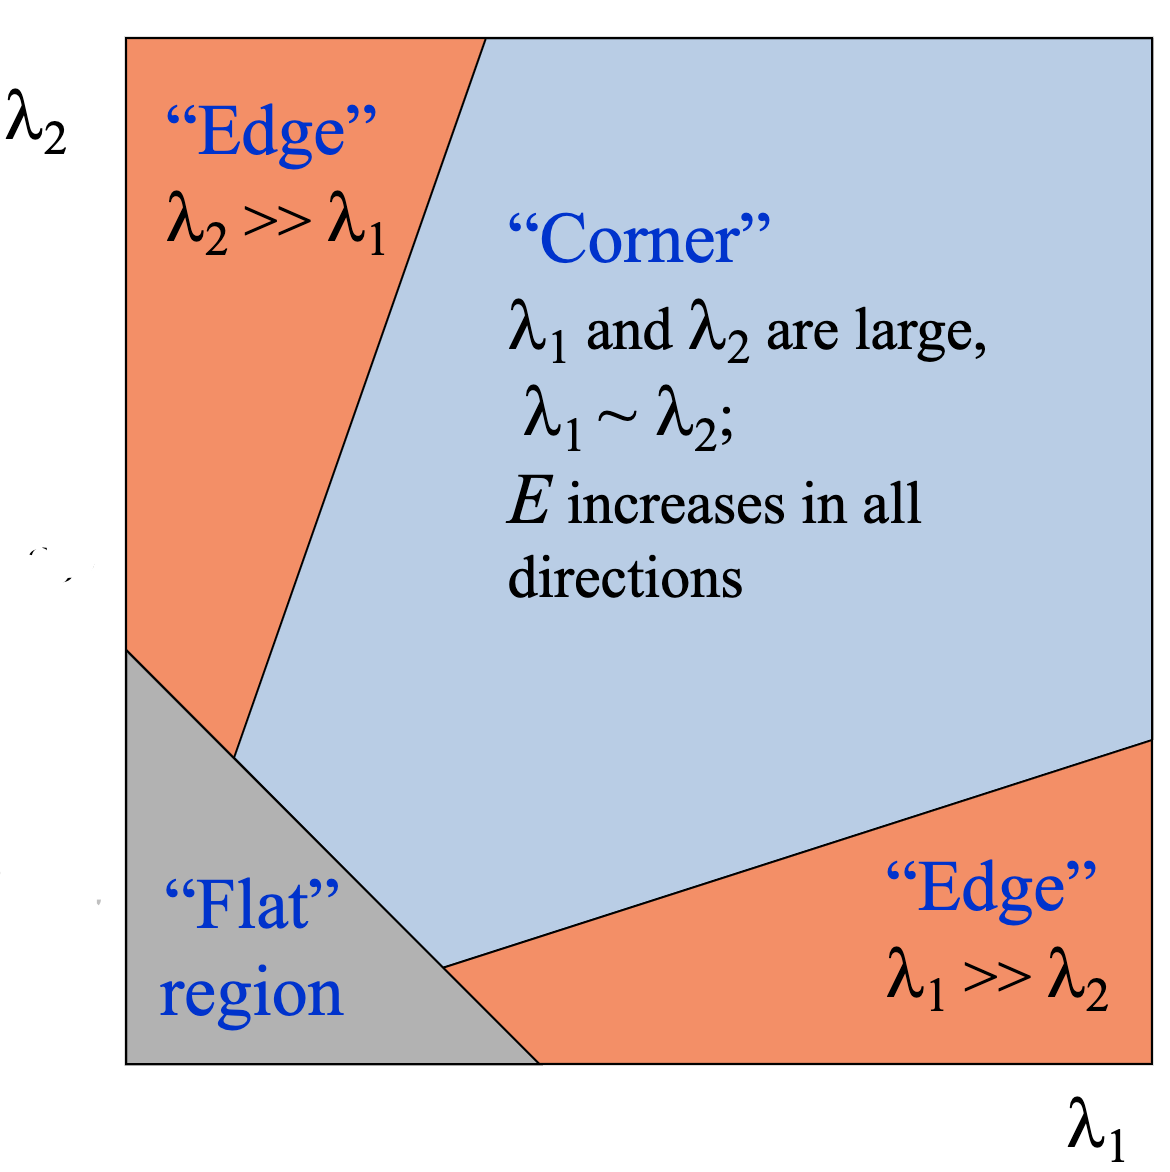 λ2
“Edge”
λ2 >> λ1
“Corner”
λ1 and λ2 are large,
λ1 ~ λ2;
E increases in all
directions
“Flat”
region
“Edge”
λ1 >> λ2
λ1